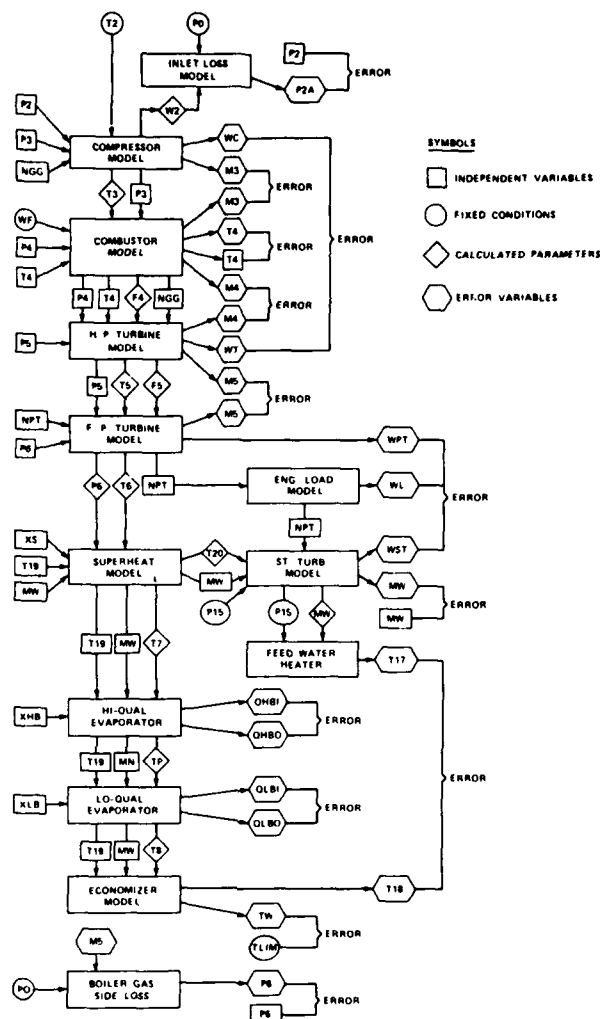 T2
PO
P2
INLET LOSS
MODEL
P2A
ERROR
W2
P2
P3
NGG
COMPRESSOR
MODEL
WC
M3
SYMBOLS
INDEPENDENT VARIABLES
FIXED CONDITIONS
CALCULATED PARAMETERS
ERROR VARIABLES
T3
P3
M3
ERROR
WF
P4
T4
COMBUSTOR
MODEL
T4
T4
ERROR
M4
P4
T4
F4
NGG
M4
ERROR
ERROR
P5
H P TURBINE
MODEL
WT
M5
P5
T5
F5
M5
ERROR
NPT
P6
F P TURBINE
MODEL
WPT
P6
T6
NPT
ENG LOAD
MODEL
WL
ERROR
NPT
XS
T19
MW
SUPERHEAT
MODEL
T20
MW
ST TURB
MODEL
WST
MW
MW
ERROR
P15
P15
MW
T19
MW
T7
FEED WATER
HEATER
T17
XHB
HI-QUAL
EVAPORATOR
QHBI
QHBO
ERROR
T19
MN
TP
ERROR
XLB
LO-QUAL
EVAPORATOR
QLBI
QLBO
ERROR
T19
MW
T8
ECONOMIZER
MODEL
T18
TW
TLIM
ERROR
M5
PO
BOILER GAS
SIDE LOSS
P6
P6
ERROR